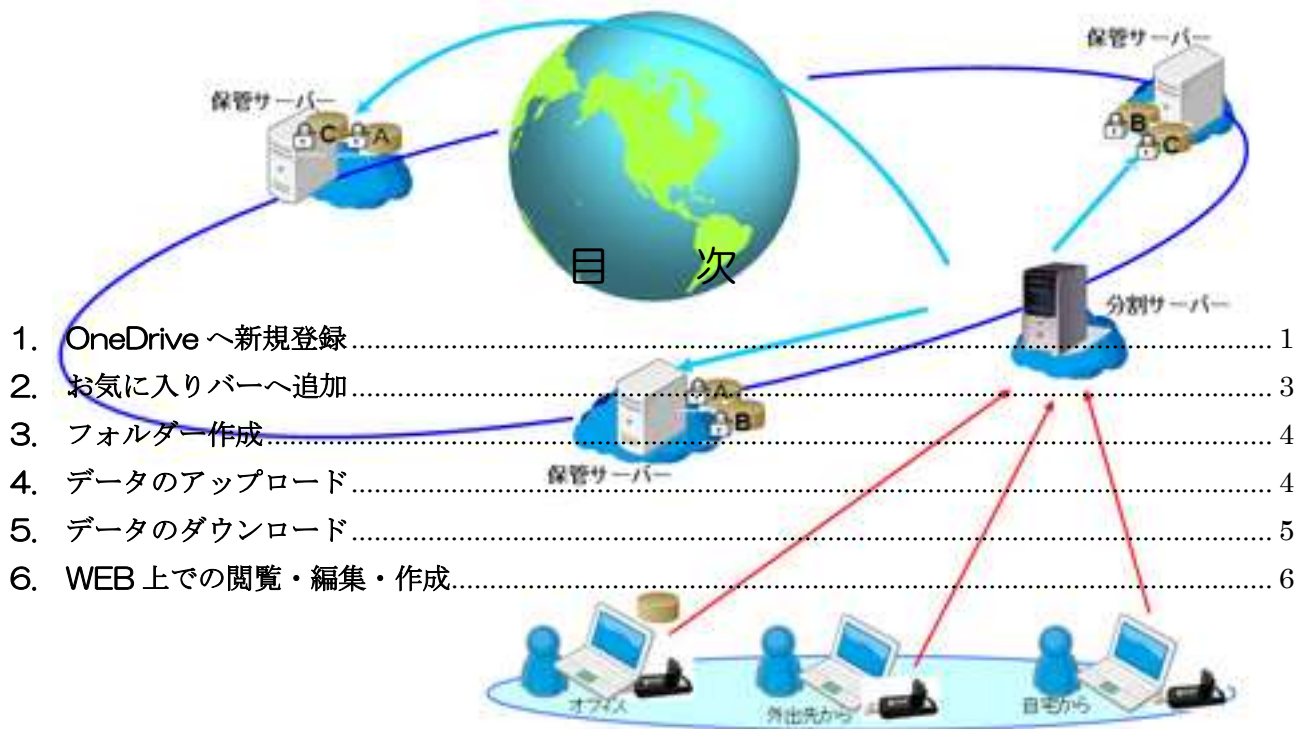 保管サーバー
保管サーバー
C A
B
C
目 次
分割サーバー
1. OneDrive へ新規登録 1
2. お気に入りバーへ追加 3
A
3. フォルダー作成 4
B
保管サーバー
4. データのアップロード 4
5. データのダウンロード 5
6. WEB 上での閲覧・編集・作成 6
オフィス
外出先から
自宅から